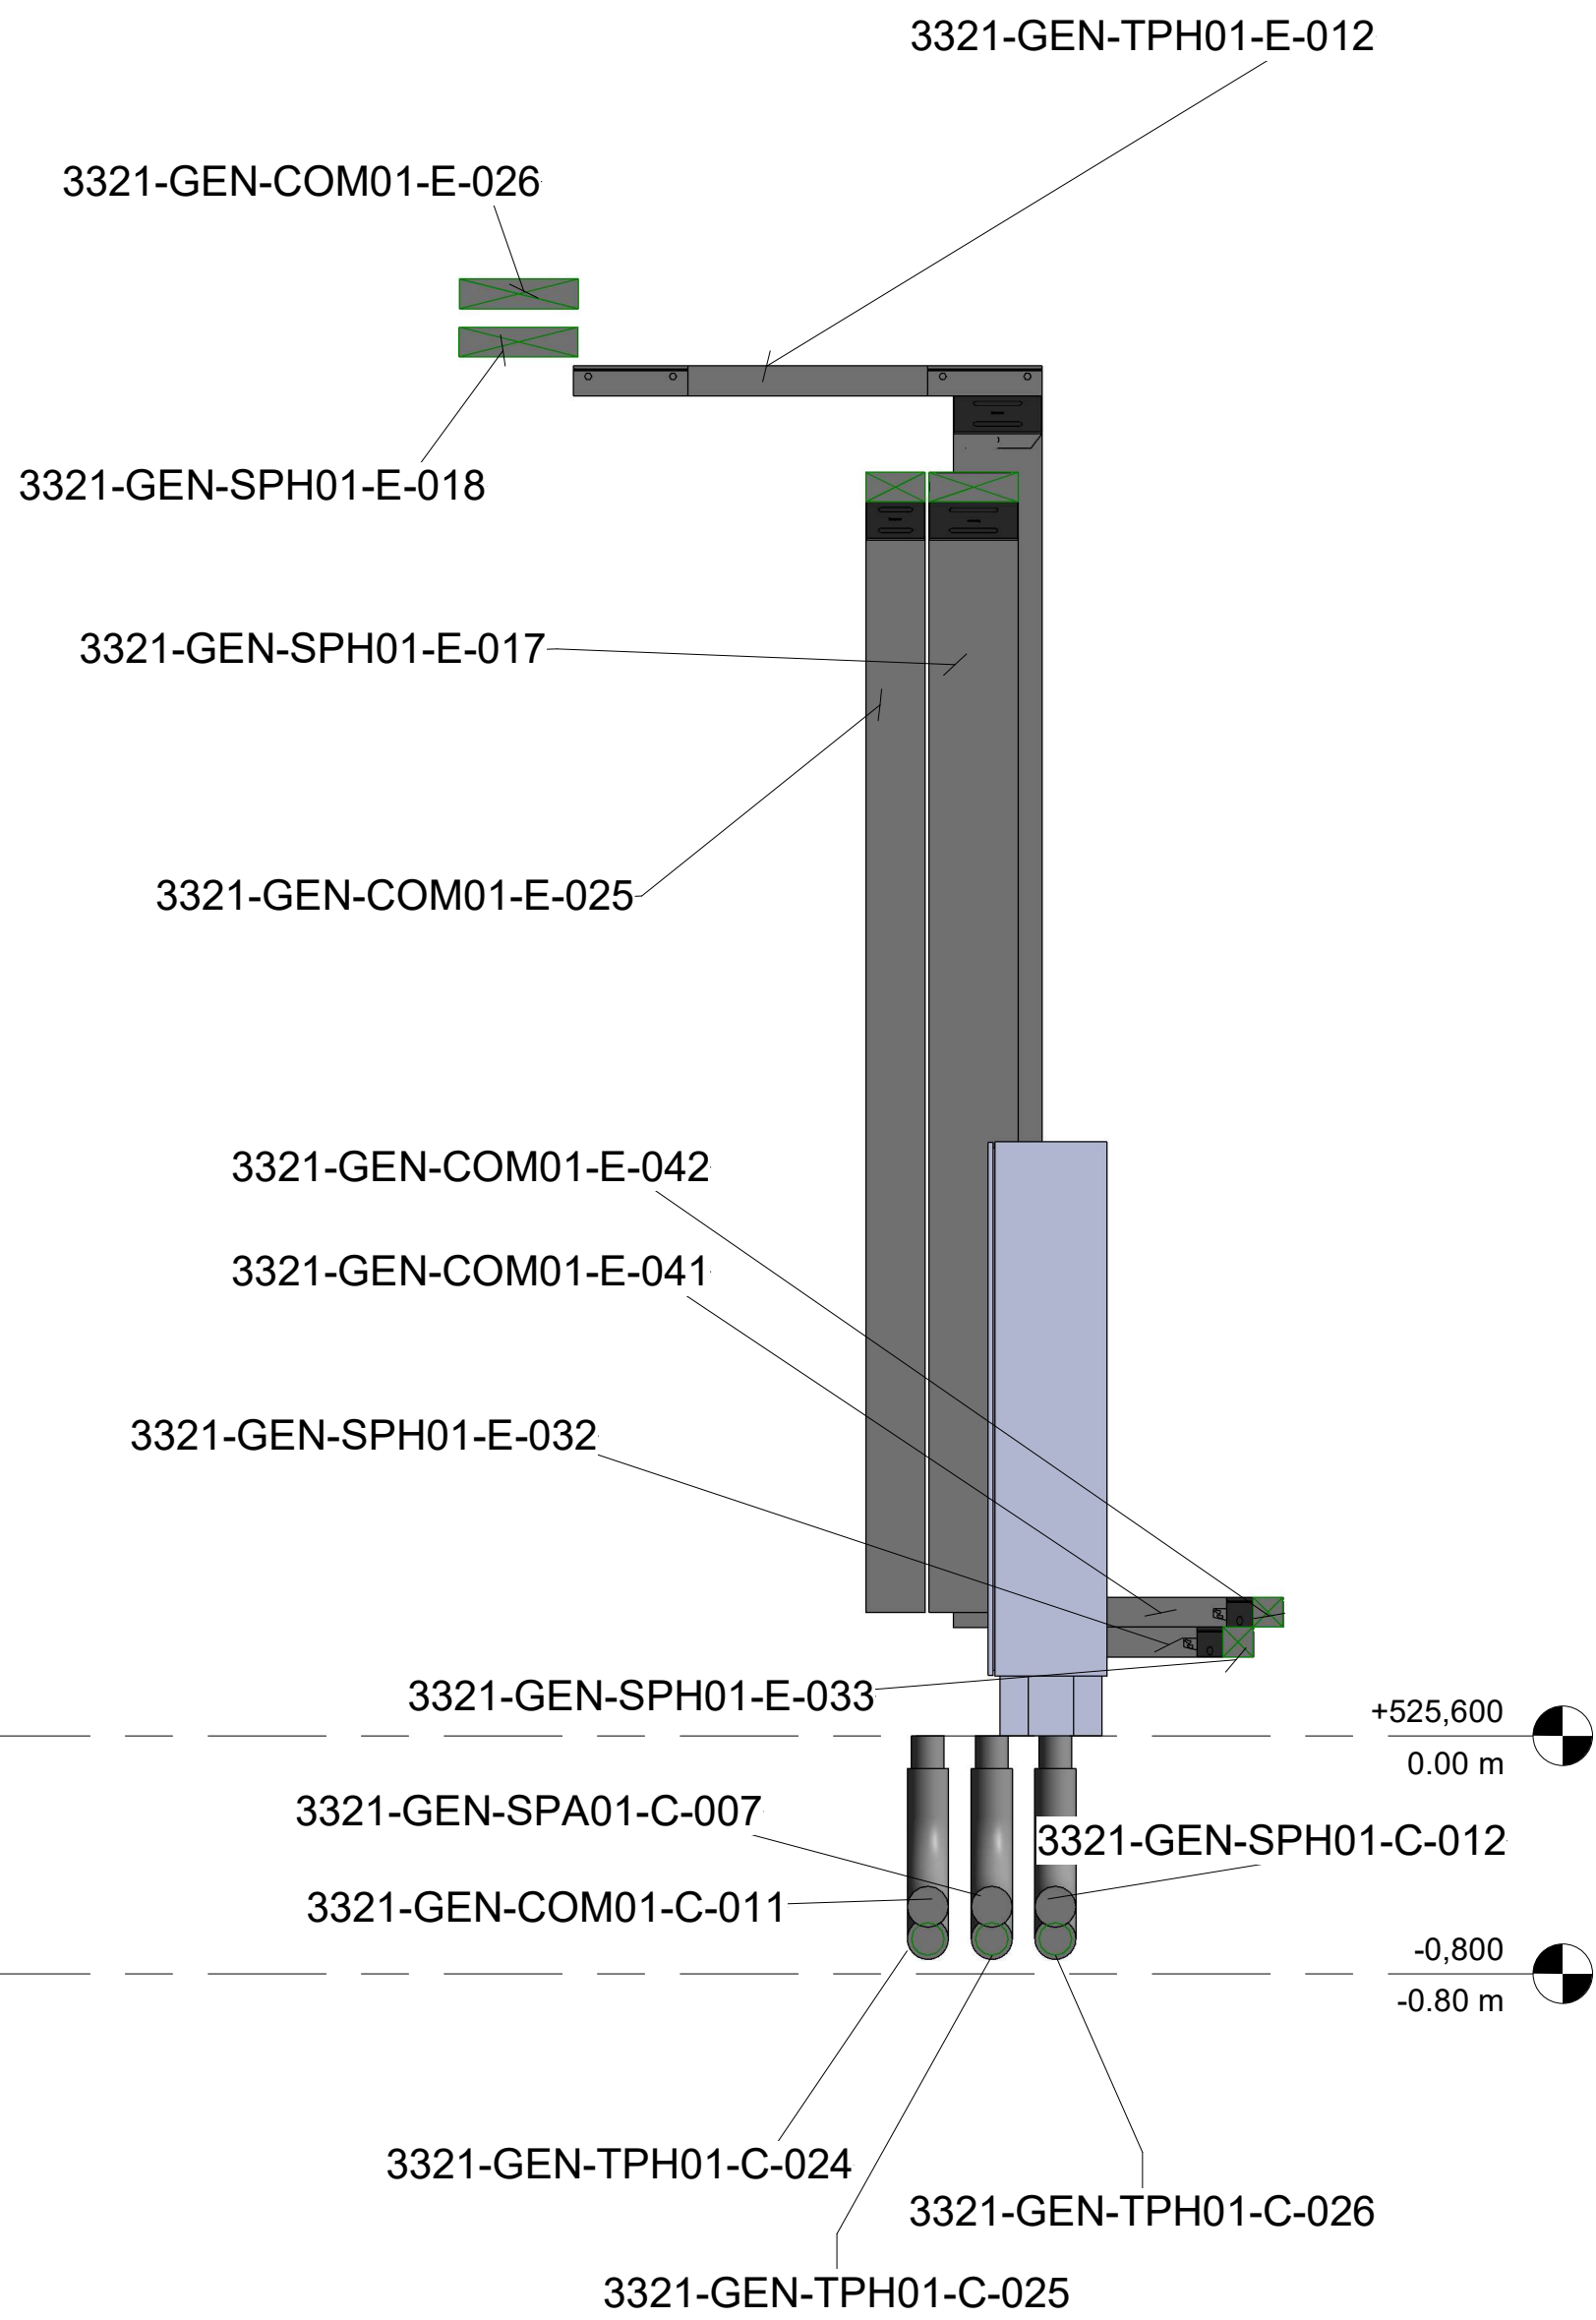 3321-GEN-TPH01-E-012
3321-GEN-COM01-E-026
3321-GEN-SPH01-E-018
3321-GEN-SPH01-E-017
3321-GEN-COM01-E-025
3321-GEN-COM01-E-042
3321-GEN-COM01-E-041
3321-GEN-SPH01-E-032
3321-GEN-SPH01-E-033
+525,600
0.00 m
3321-GEN-SPA01-C-007
3321-GEN-SPH01-C-012
3321-GEN-COM01-C-011
-0,800
-0.80 m
3321-GEN-TPH01-C-024
3321-GEN-TPH01-C-026
3321-GEN-TPH01-C-025